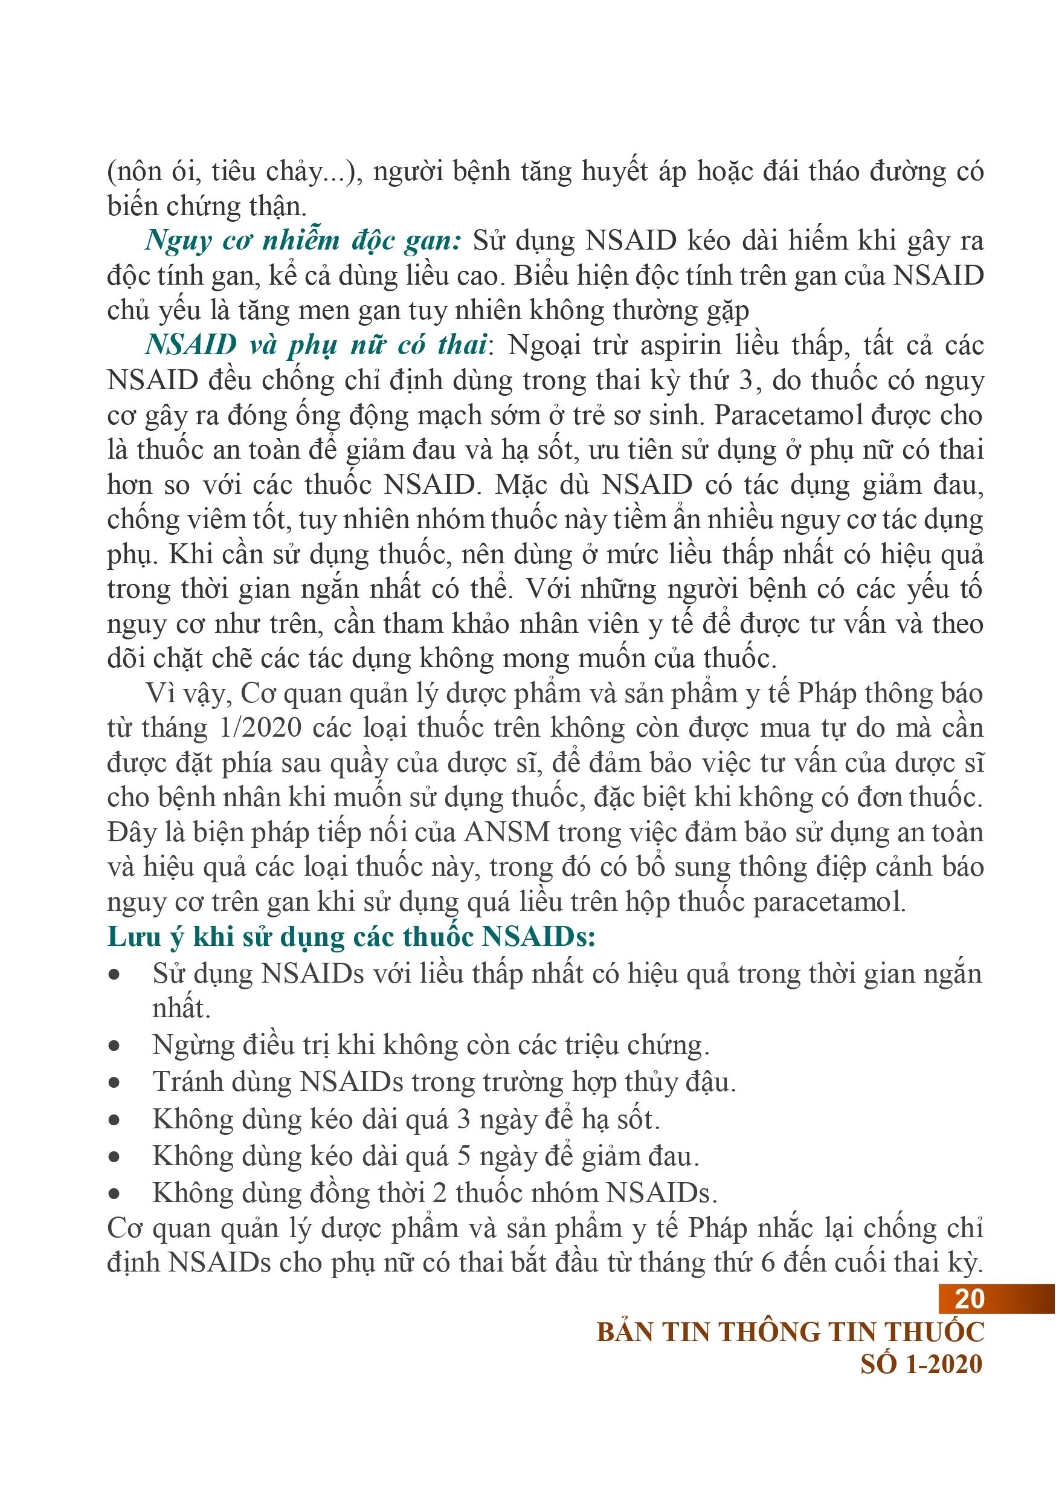 (nôn ói, tiêu chảy...), người bệnh tăng huyết áp hoặc đái tháo đường có
biến chứng thận.
Nguy cơ nhiễm độc gan: Sử dụng NSAID kéo dài hiếm khi gây ra
độc tính gan, kể cả dùng liều cao. Biểu hiện độc tính trên gan của NSAID
chủ yếu là tăng men gan tuy nhiên không thường gặp
NSAID và phụ nữ có thai: Ngoại trừ aspirin liều thấp, tất cả các
NSAID đều chống chỉ định dùng trong thai kỳ thứ 3, do thuốc có nguy
cơ gây ra đóng ống động mạch sớm ở trẻ sơ sinh. Paracetamol được cho
là thuốc an toàn để giảm đau và hạ sốt, ưu tiên sử dụng ở phụ nữ có thai
hơn so với các thuốc NSAID. Mặc dù NSAID có tác dụng giảm đau,
chống viêm tốt, tuy nhiên nhóm thuốc này tiềm ẩn nhiều nguy cơ tác dụng
phụ. Khi cần sử dụng thuốc, nên dùng ở mức liều thấp nhất có hiệu quả
trong thời gian ngắn nhất có thể. Với những người bệnh có các yếu tố
nguy cơ như trên, cần tham khảo nhân viên y tế để được tư vấn và theo
dõi chặt chẽ các tác dụng không mong muốn của thuốc.
Vì vậy, Cơ quan quản lý dược phẩm và sản phẩm y tế Pháp thông báo
từ tháng 1/2020 các loại thuốc trên không còn được mua tự do mà cần
được đặt phía sau quầy của dược sĩ, để đảm bảo việc tư vấn của dược sĩ
cho bệnh nhân khi muốn sử dụng thuốc, đặc biệt khi không có đơn thuốc.
Đây là biện pháp tiếp nối của ANSM trong việc đảm bảo sử dụng an toàn
và hiệu quả các loại thuốc này, trong đó có bổ sung thông điệp cảnh báo
nguy cơ trên gan khi sử dụng quá liều trên hộp thuốc paracetamol.
Lưu ý khi sử dụng các thuốc NSAIDs:
• Sử dụng NSAIDs với liều thấp nhất có hiệu quả trong thời gian ngắn
nhất.
• Ngừng điều trị khi không còn các triệu chứng.
• Tránh dùng NSAIDs trong trường hợp thủy đậu.
• Không dùng kéo dài quá 3 ngày để hạ sốt.
• Không dùng kéo dài quá 5 ngày để giảm đau.
• Không dùng đồng thời 2 thuốc nhóm NSAIDs.
Cơ quan quản lý dược phẩm và sản phẩm y tế Pháp nhắc lại chống chỉ
định NSAIDs cho phụ nữ có thai bắt đầu từ tháng thứ 6 đến cuối thai kỳ.
20
BẢN TIN THÔNG TIN THUỐC
SỐ 1-2020